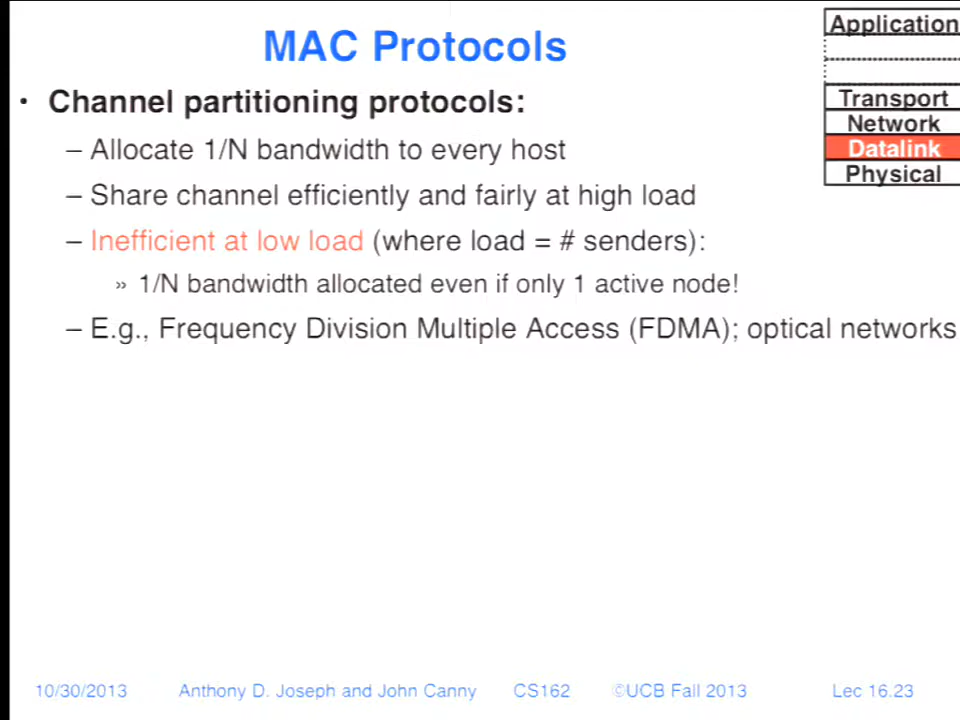 MAC Protocols
Application
Transport
Network
Datalink
Physical
• Channel partitioning protocols:
– Allocate 1/N bandwidth to every host
– Share channel efficiently and fairly at high load
– Inefficient at low load (where load = # senders):
» 1/N bandwidth allocated even if only 1 active node!
– E.g., Frequency Division Multiple Access (FDMA); optical networks
10/30/2013 Anthony D. Joseph and John Canny CS162 ©UCB Fall 2013 Lec 16.23